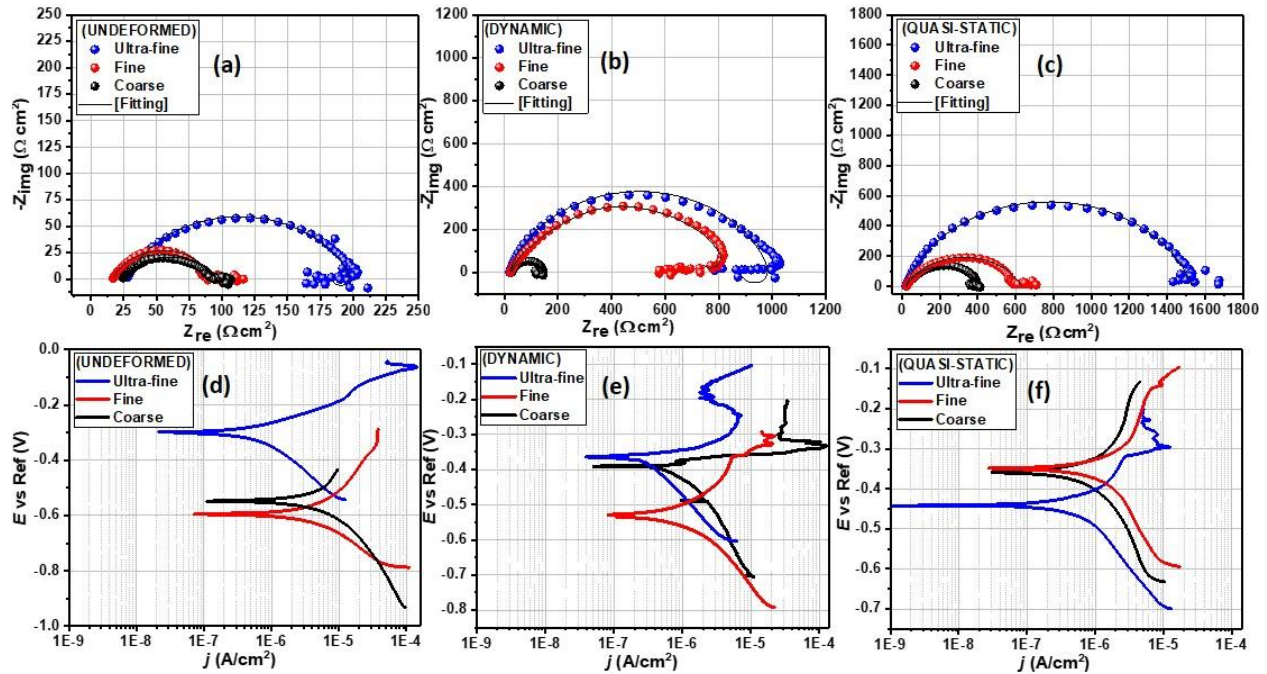 (UNDEFORMED)
Ultra-fine
Fine
Coarse
[Fitting]
(a)
250
225
200
175
150
125
100
75
50
25
0
-Zimg (Ω cm²)
0 25 50 75 100 125 150 175 200 225 250
Zre (Ω cm²)
(DYNAMIC)
Ultra-fine
Fine
Coarse
[Fitting]
(b)
1200
1000
800
600
400
200
0
-Zimg (Ω cm²)
0 200 400 600 800 1000 1200
Zre (Ω cm²)
(QUASI-STATIC)
Ultra-fine
Fine
Coarse
[Fitting]
(c)
1800
1600
1400
1200
1000
800
600
400
200
0
-Zimg (Ω cm²)
0 200 400 600 800 1000 1200 1400 1600 1800
Zre (Ω cm²)
(UNDEFORMED)
Ultra-fine
Fine
Coarse
(d)
0.0
-0.2
-0.4
-0.6
-0.8
-1.0
E vs Ref (V)
1E-9 1E-8 1E-7 1E-6 1E-5 1E-4
j (A/cm²)
(DYNAMIC)
Ultra-fine
Fine
Coarse
(e)
-0.1
-0.2
-0.3
-0.4
-0.5
-0.6
-0.7
-0.8
E vs Ref (V)
1E-9 1E-8 1E-7 1E-6 1E-5 1E-4
j (A/cm²)
(QUASI-STATIC)
Ultra-fine
Fine
Coarse
(f)
-0.1
-0.2
-0.3
-0.4
-0.5
-0.6
-0.7
E vs Ref (V)
1E-9 1E-8 1E-7 1E-6 1E-5 1E-4
j (A/cm²)